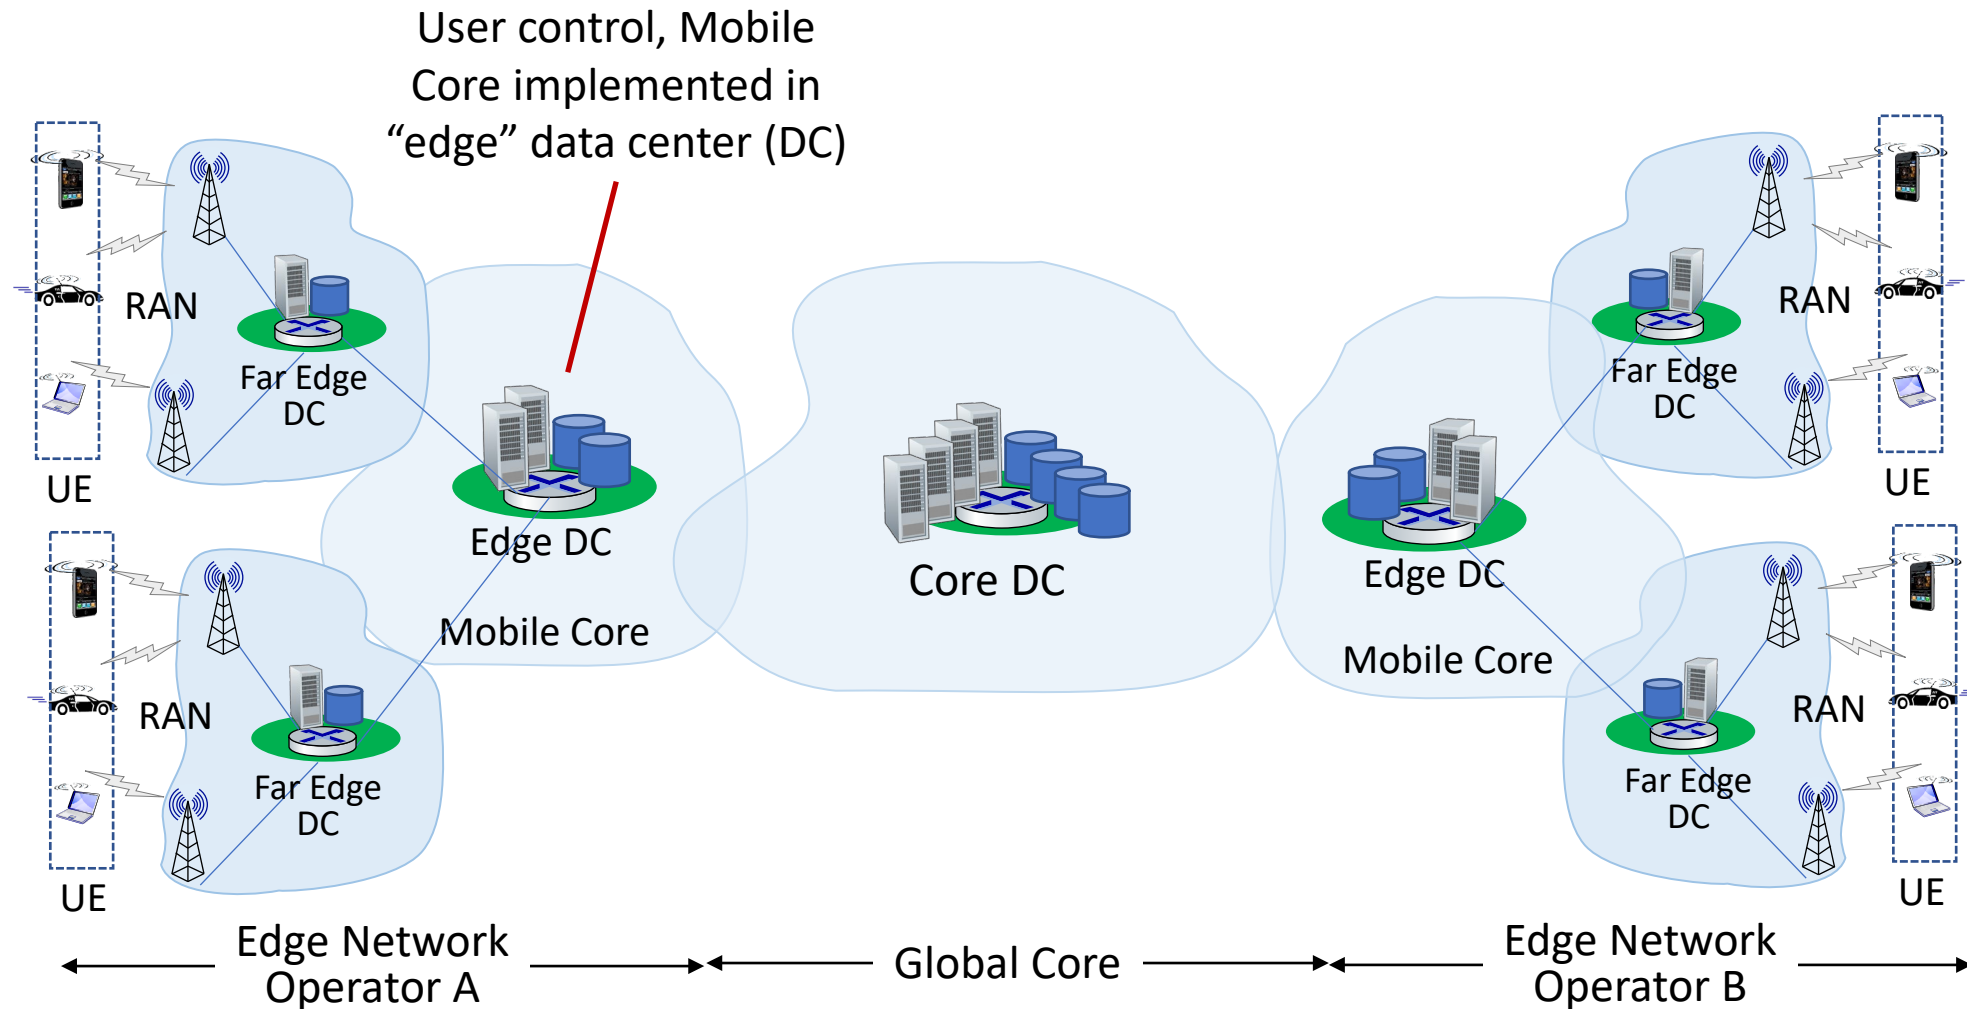 User control, Mobile
Core implemented in
“edge” data center (DC)
RAN
Far Edge
DC
UE
Edge DC
Mobile Core
RAN
Far Edge
DC
UE
Core DC
Edge DC
Mobile Core
RAN
Far Edge
DC
UE
RAN
Far Edge
DC
UE
Edge Network
Operator A
Global Core
Edge Network
Operator B